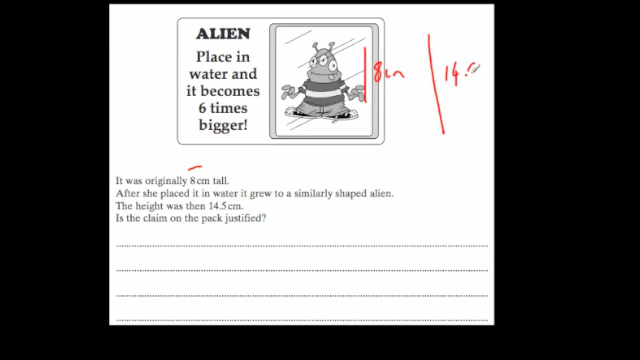 ALIEN
Place in
water and
it becomes
6 times
bigger!
8cm
14.5
It was originally 8 cm tall.
After she placed it in water it grew to a similarly shaped alien.
The height was then 14.5 cm.
Is the claim on the pack justified?